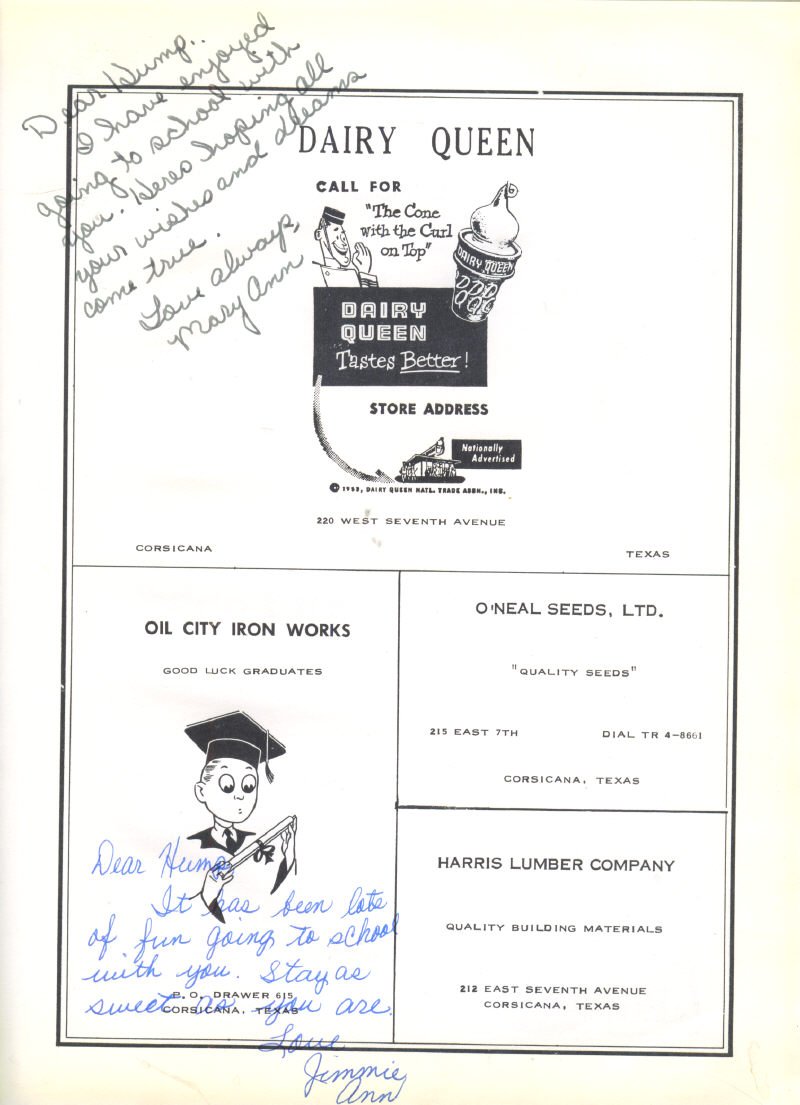 Dear Hump..
I have enjoyed
going to school with
you. Heres hoping all
your wishes and dreams
come true.
Love always,
Mary Ann
DAIRY QUEEN
CALL FOR
"The Cone
with the Curl
on Top"
DAIRY QUEEN
DAIRY
QUEEN
Tastes Better!
STORE ADDRESS
Nationally
Advertised
© 1953, DAIRY QUEEN NATL. TRADE ASSN., INC.
220 WEST SEVENTH AVENUE
CORSICANA TEXAS
OIL CITY IRON WORKS
GOOD LUCK GRADUATES
Dear Hump
It has been lots
of fun going to school
with you. Stay as
sweet as you are.
Love
Jimmie
Ann
P. O. DRAWER 615
CORSICANA, TEXAS
O'NEAL SEEDS, LTD.
"QUALITY SEEDS"
215 EAST 7TH DIAL TR 4-8661
CORSICANA, TEXAS
HARRIS LUMBER COMPANY
QUALITY BUILDING MATERIALS
212 EAST SEVENTH AVENUE
CORSICANA, TEXAS